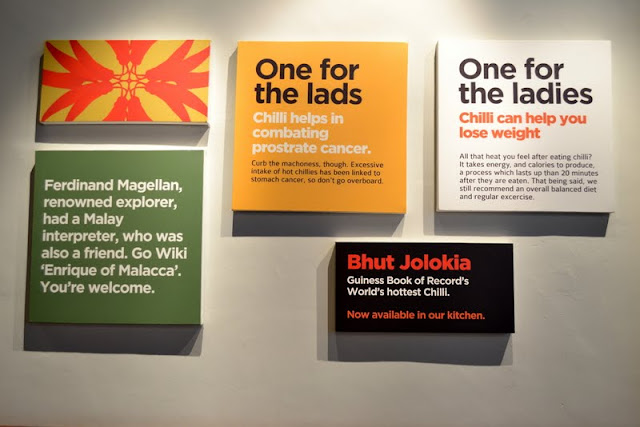 One for
the lads
Chilli helps in
combating
prostrate cancer.
Curb the machoness, though. Excessive
intake of hot chillies has been linked to
stomach cancer, so don't go overboard.
One for
the ladies
Chilli can help you
lose weight
All that heat you feel after eating chilli?
It takes energy, and calories to produce,
a process which lasts up than 20 minutes
after they are eaten. That being said, we
still recommend an overall balanced diet
and regular excercise.
Ferdinand Magellan,
renowned explorer,
had a Malay
interpreter, who was
also a friend. Go Wiki
'Enrique of Malacca'.
You're welcome.
Bhut Jolokia
Guiness Book of Record's
World's hottest Chilli.
Now available in our kitchen.